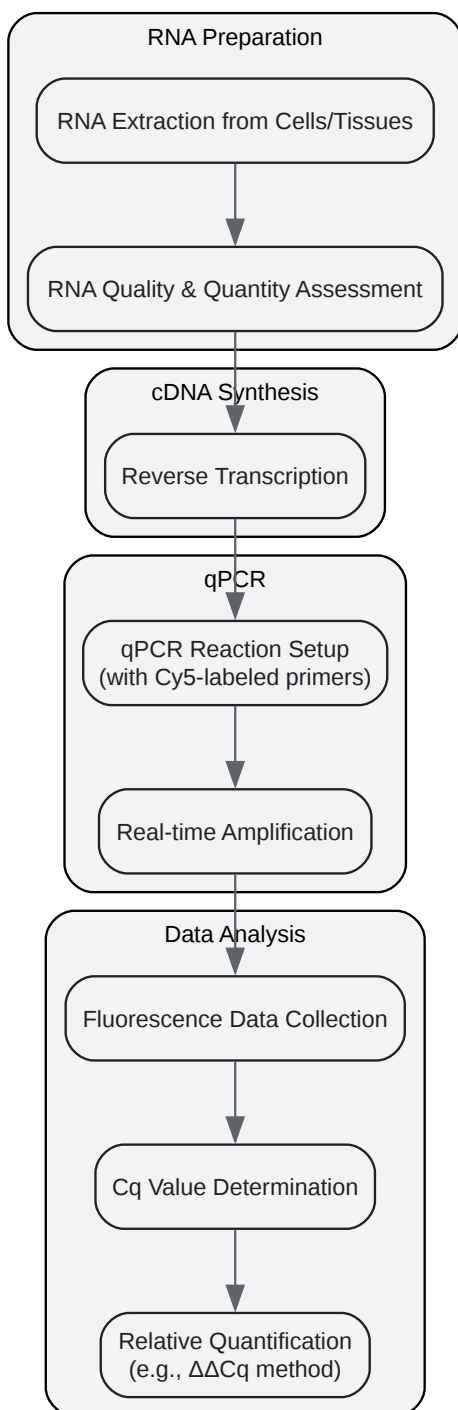 RNA Preparation
RNA Extraction from Cells/Tissues
RNA Quality & Quantity Assessment
cDNA Synthesis
Reverse Transcription
qPCR
qPCR Reaction Setup
(with Cy5-labeled primers)
Real-time Amplification
Data Analysis
Fluorescence Data Collection
Cq Value Determination
Relative Quantification
(e.g., ΔΔCq method)